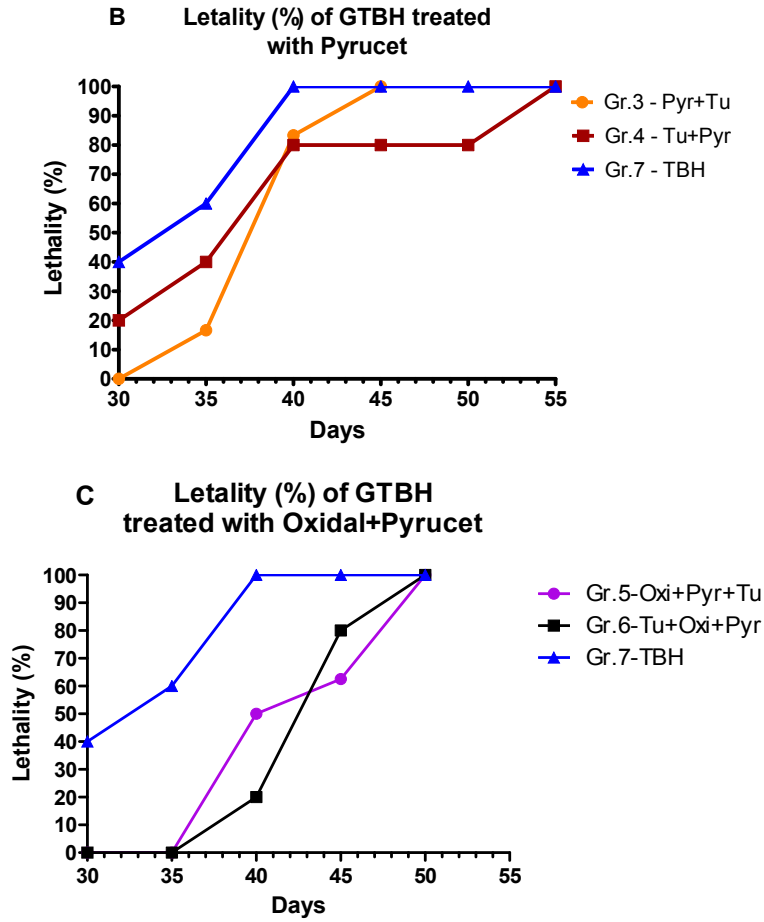 B
Letality (%) of GTBH treated
with Pyrucet
100
90
80
70
60
50
40
30
20
10
0
Lethality (%)
30 35 40 45 50 55
Days
Gr.3 - Pyr+Tu
Gr.4 - Tu+Pyr
Gr.7 - TBH
C
Letality (%) of GTBH
treated with Oxidal+Pyrucet
100
90
80
70
60
50
40
30
20
10
0
Lethality (%)
30 35 40 45 50 55
Days
Gr.5-Oxi+Pyr+Tu
Gr.6-Tu+Oxi+Pyr
Gr.7-TBH